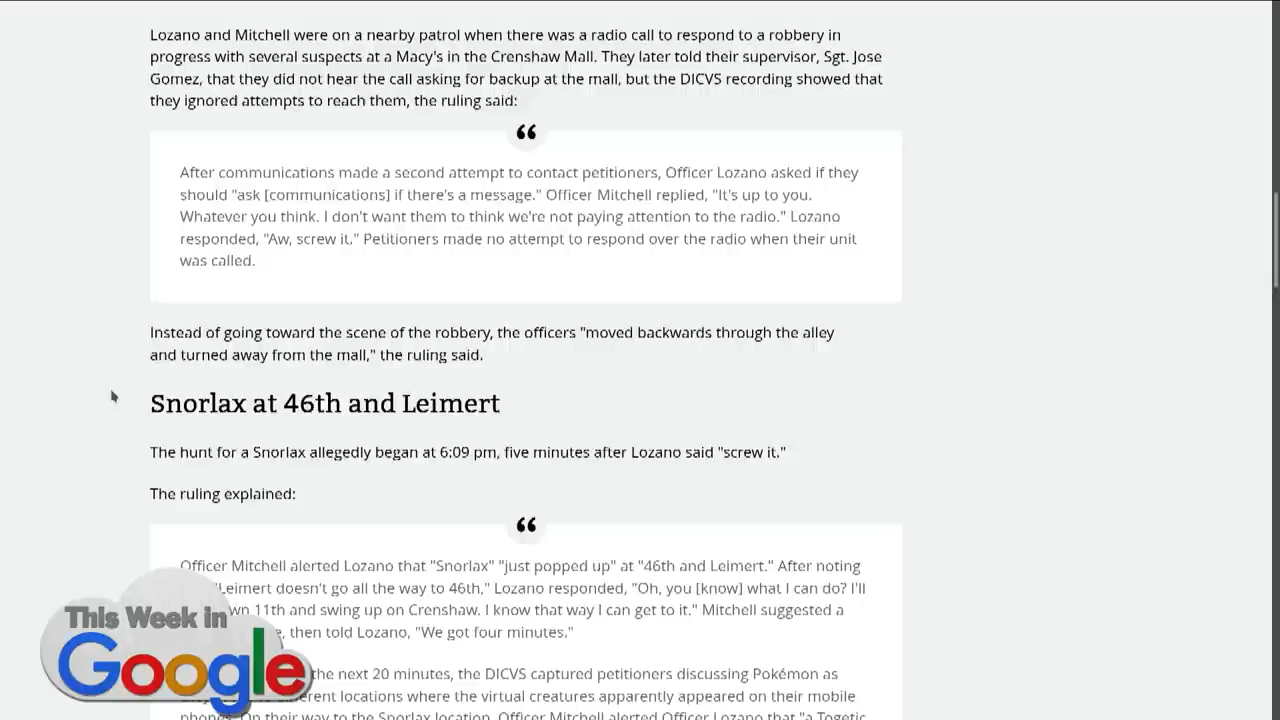 Lozano and Mitchell were on a nearby patrol when there was a radio call to respond to a robbery in
progress with several suspects at a Macy's in the Crenshaw Mall. They later told their supervisor, Sgt. Jose
Gomez, that they did not hear the call asking for backup at the mall, but the DICVS recording showed that
they ignored attempts to reach them, the ruling said:
“
After communications made a second attempt to contact petitioners, Officer Lozano asked if they
should "ask [communications] if there's a message." Officer Mitchell replied, "It's up to you.
Whatever you think. I don't want them to think we're not paying attention to the radio." Lozano
responded, "Aw, screw it." Petitioners made no attempt to respond over the radio when their unit
was called.
Instead of going toward the scene of the robbery, the officers "moved backwards through the alley
and turned away from the mall," the ruling said.
Snorlax at 46th and Leimert
The hunt for a Snorlax allegedly began at 6:09 pm, five minutes after Lozano said "screw it."
The ruling explained:
“
Officer Mitchell alerted Lozano that "Snorlax" "just popped up" at "46th and Leimert." After noting
Leimert doesn't go all the way to 46th," Lozano responded, "Oh, you [know] what I can do? I'll
11th and swing up on Crenshaw. I know that way I can get to it." Mitchell suggested a
then told Lozano, "We got four minutes."
the next 20 minutes, the DICVS captured petitioners discussing Pokémon as
locations where the virtual creatures apparently appeared on their mobile
phones. On their way to the Snorlax location, Officer Mitchell alerted Officer Lozano that "a Togetic
This Week in
Google